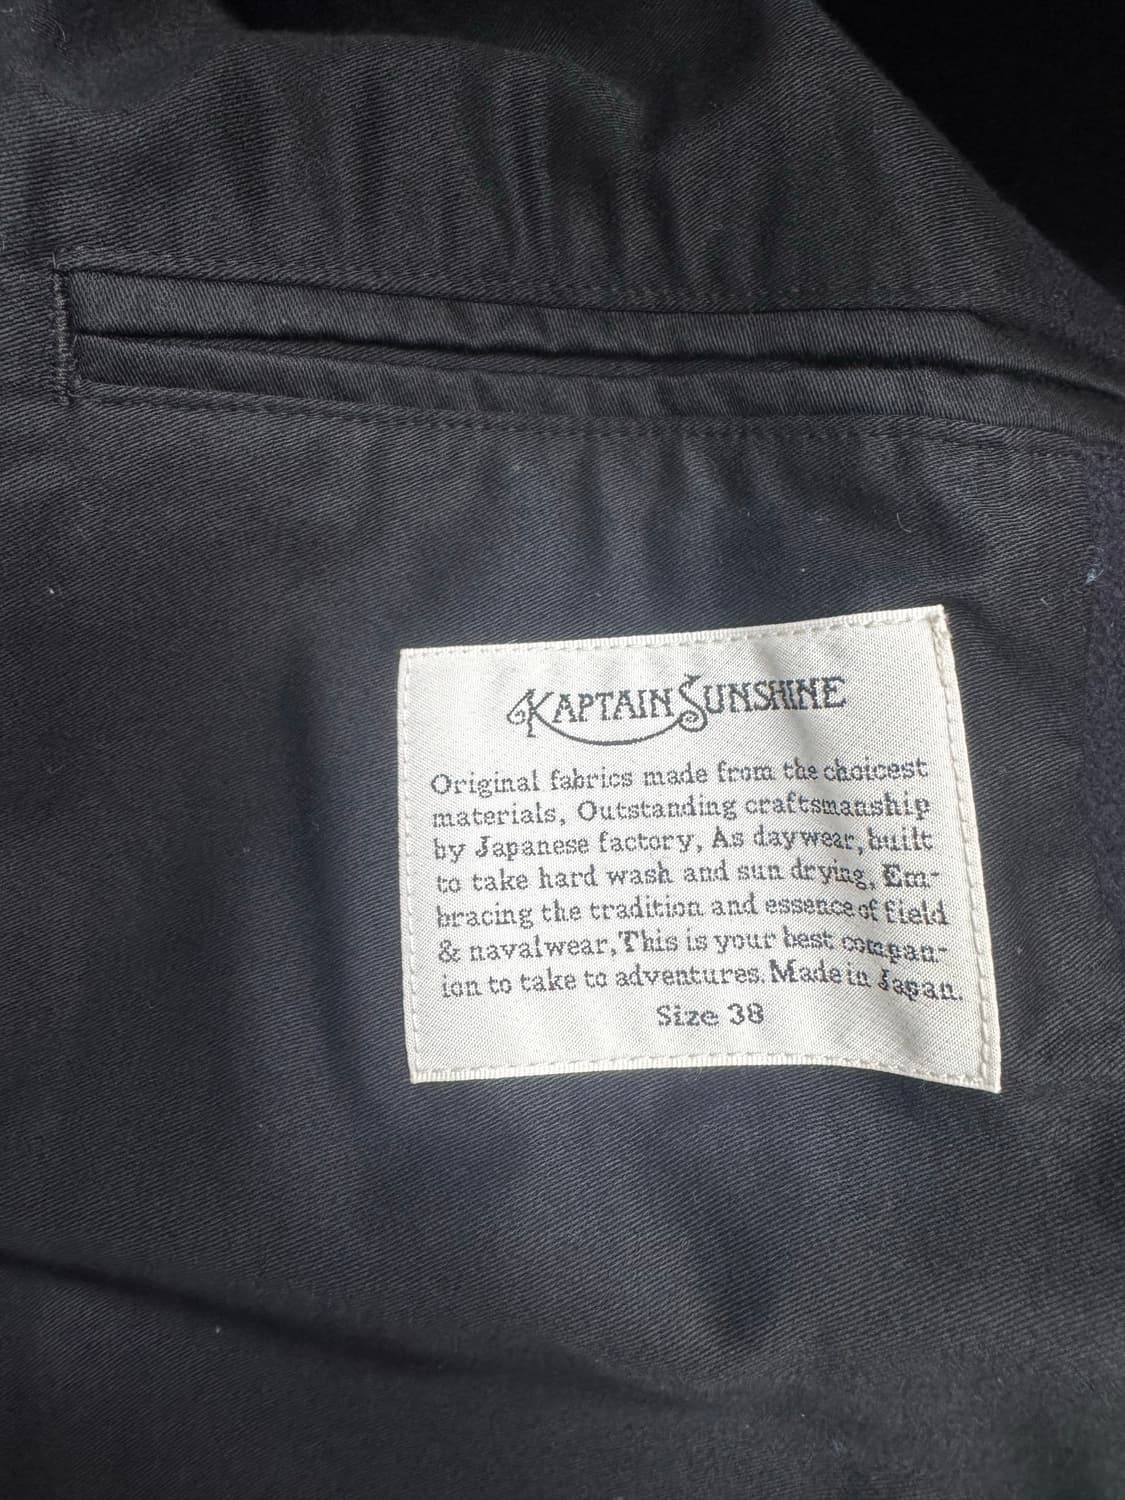 KAPTAIN SUNSHINE
Original fabrics made from the choicest
materials, Outstanding craftsmanship
by Japanese factory, As daywear, built
to take hard wash and sun drying, Em-
bracing the tradition and essence of field
& navalwear, This is your best compan-
ion to take to adventures. Made in Japan.
Size 38